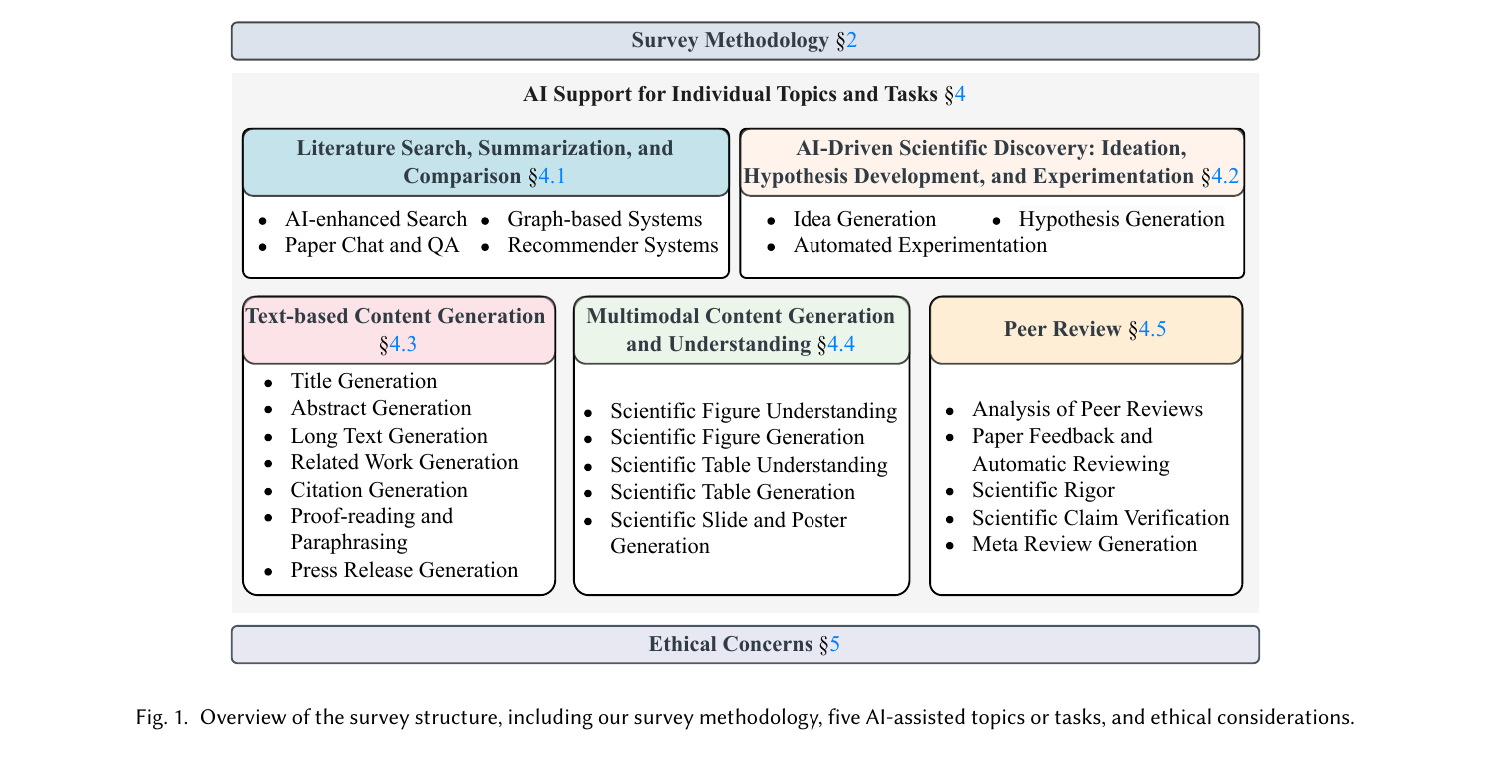 Survey Methodology §2
AI Support for Individual Topics and Tasks §4
Literature Search, Summarization, and
Comparison §4.1
• AI-enhanced Search • Graph-based Systems
• Paper Chat and QA • Recommender Systems
AI-Driven Scientific Discovery: Ideation,
Hypothesis Development, and Experimentation §4.2
• Idea Generation • Hypothesis Generation
• Automated Experimentation
Text-based Content Generation
§4.3
• Title Generation
• Abstract Generation
• Long Text Generation
• Related Work Generation
• Citation Generation
• Proof-reading and
Paraphrasing
• Press Release Generation
Multimodal Content Generation
and Understanding §4.4
• Scientific Figure Understanding
• Scientific Figure Generation
• Scientific Table Understanding
• Scientific Table Generation
• Scientific Slide and Poster
Generation
Peer Review §4.5
• Analysis of Peer Reviews
• Paper Feedback and
Automatic Reviewing
• Scientific Rigor
• Scientific Claim Verification
• Meta Review Generation
Ethical Concerns §5
Fig. 1. Overview of the survey structure, including our survey methodology, five AI-assisted topics or tasks, and ethical considerations.